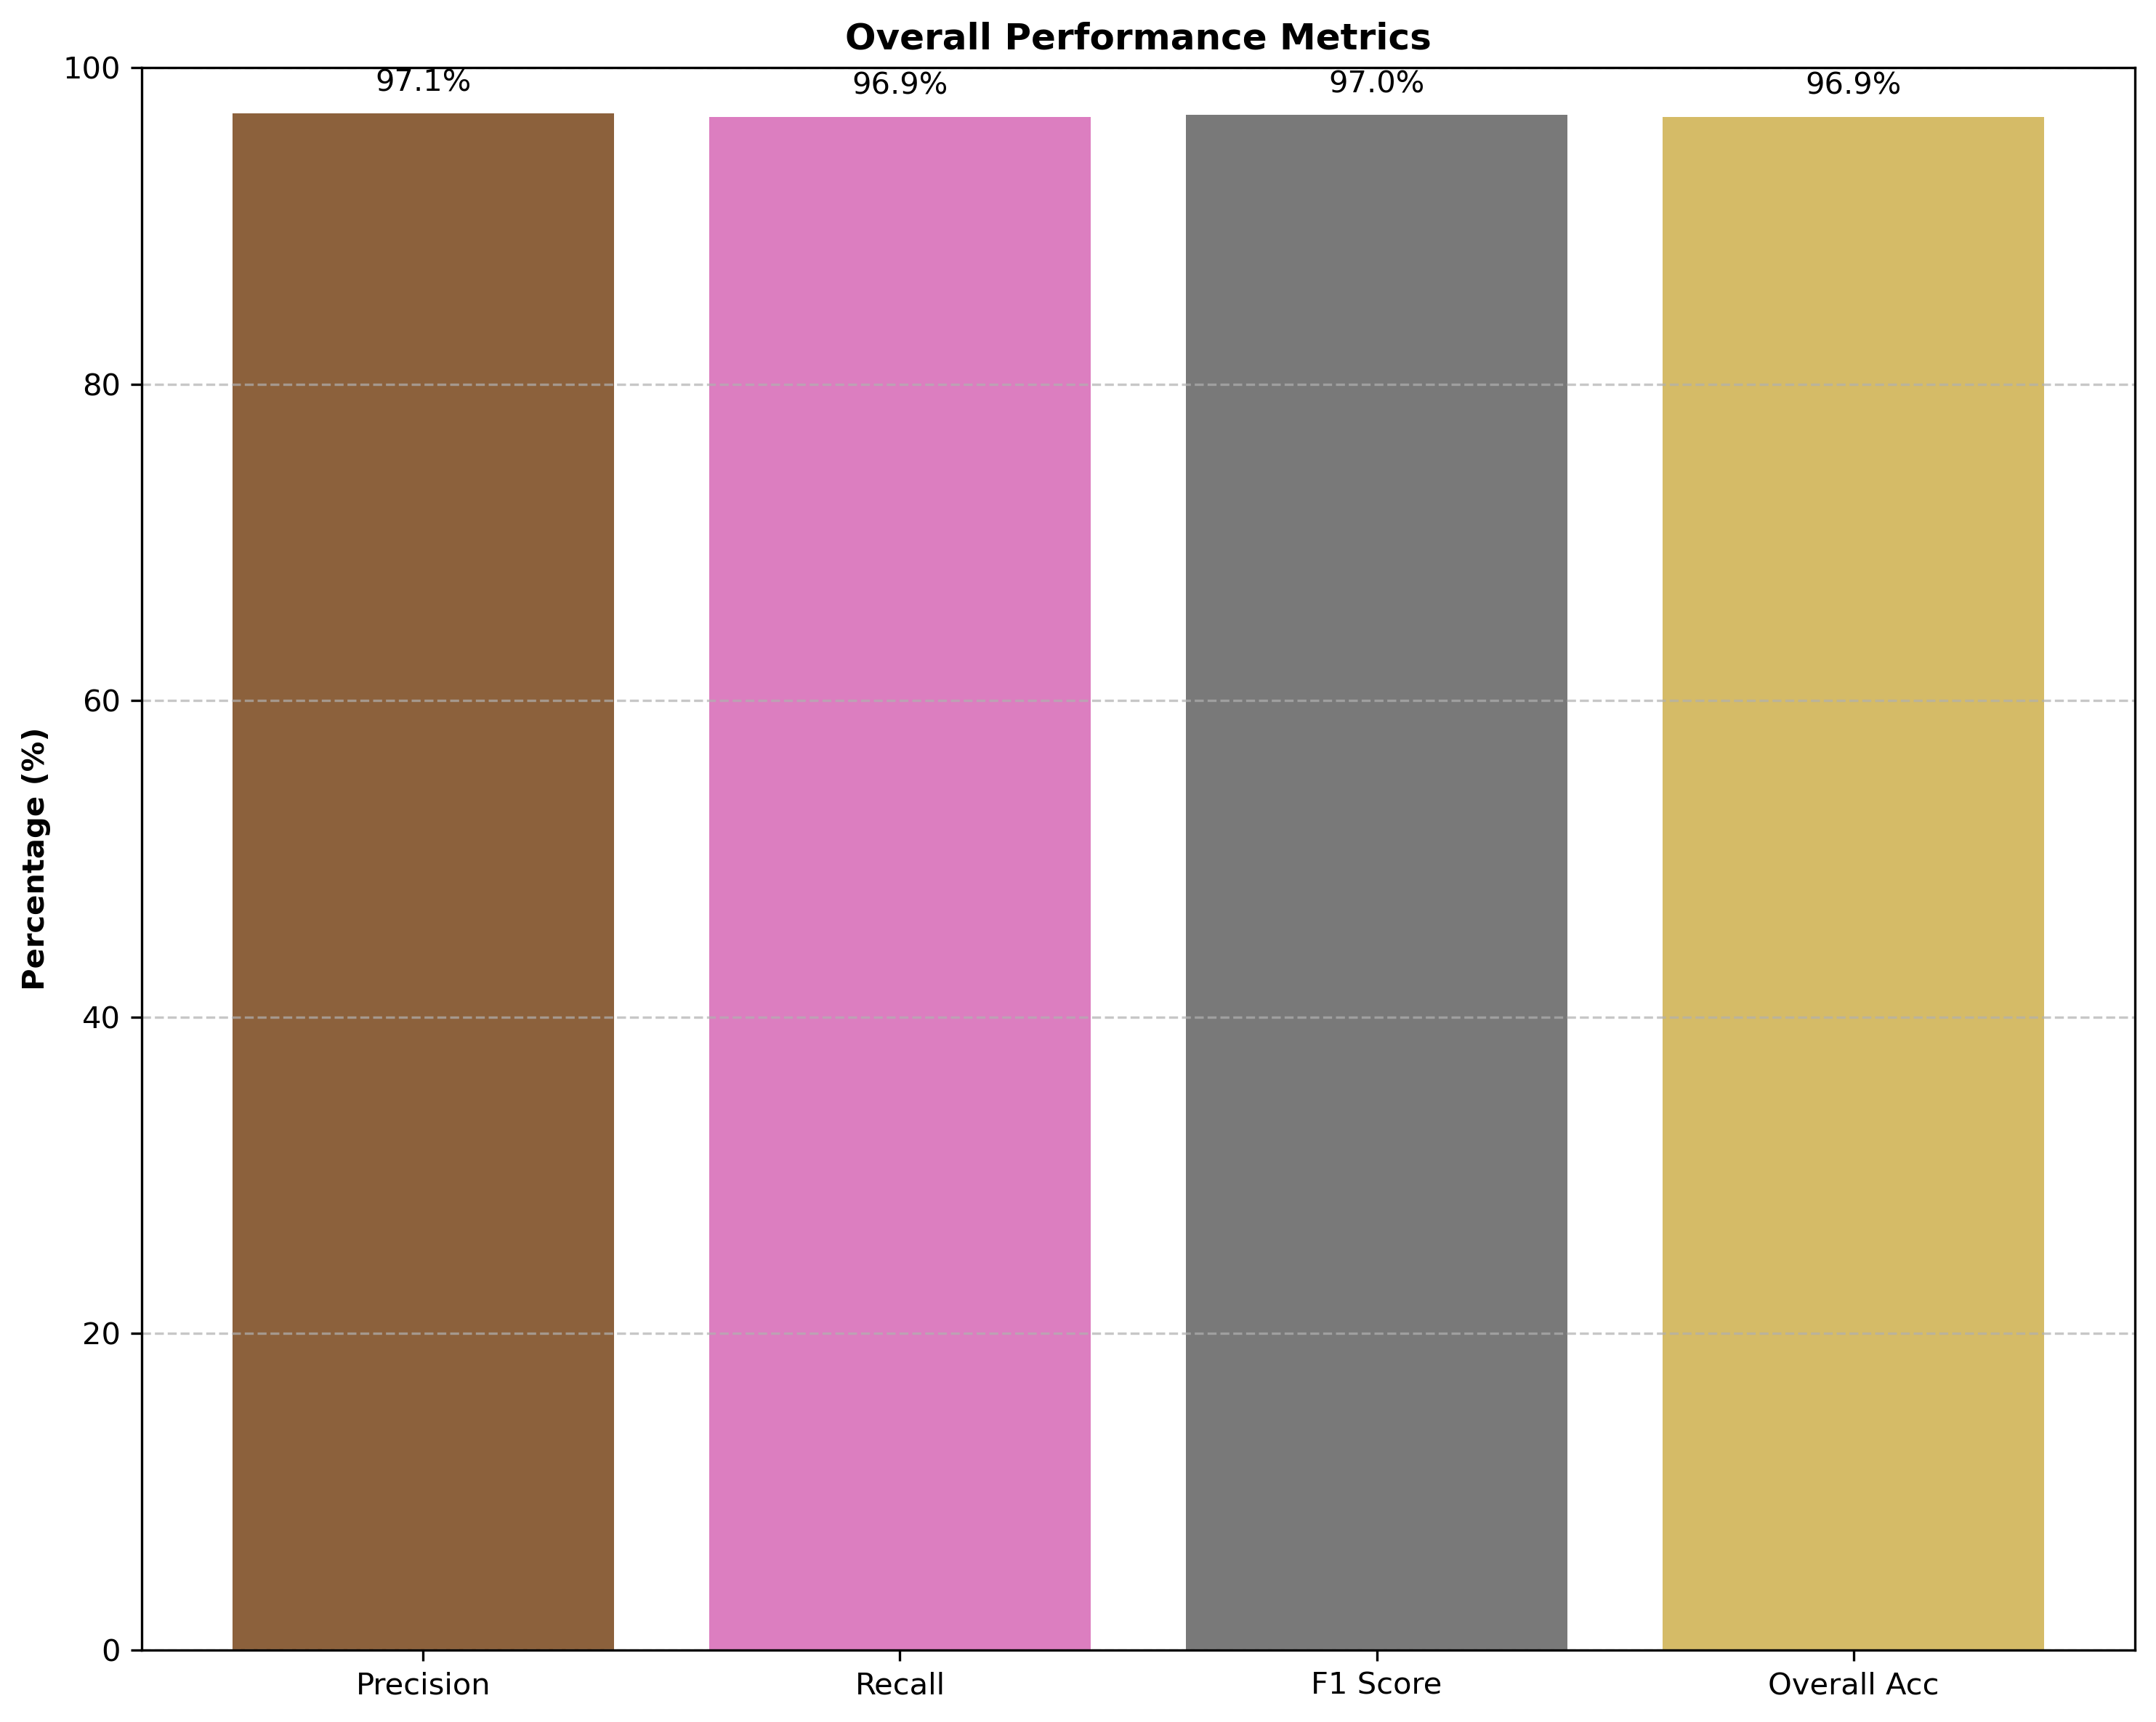 Overall Performance Metrics
97.1%
96.9%
97.0%
96.9%
100
80
60
40
20
0
Percentage (%)
Precision
Recall
F1 Score
Overall Acc